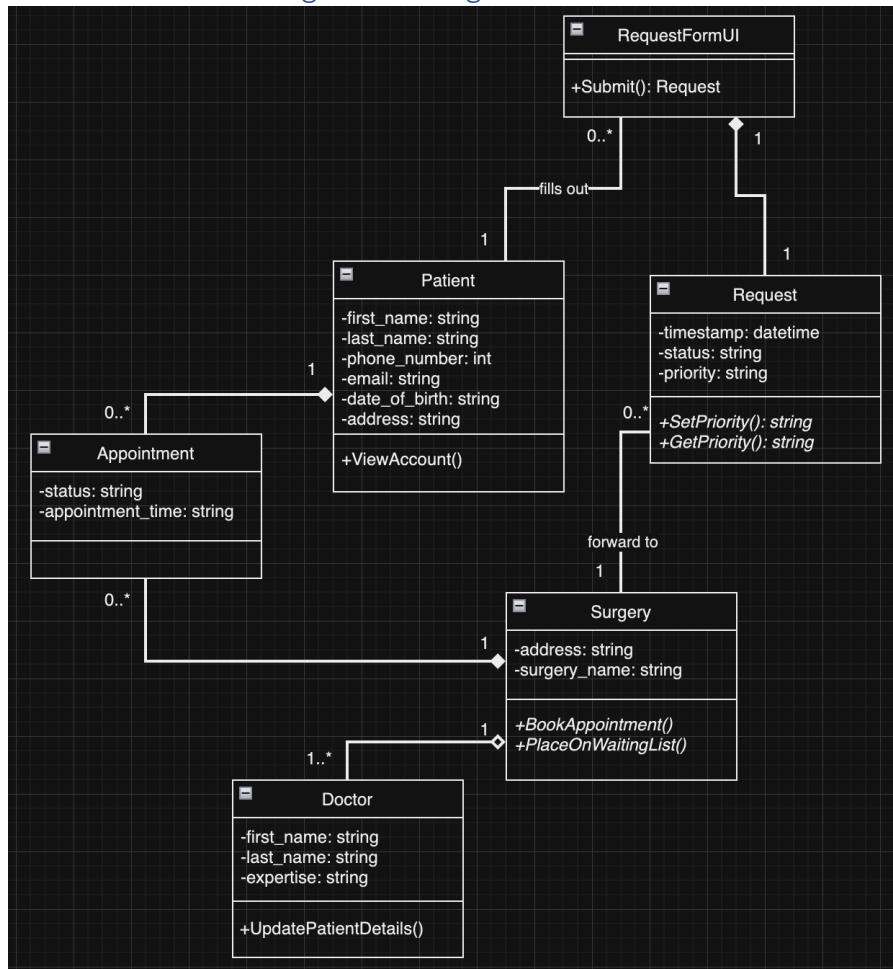 RequestFormUI
+Submit(): Request
0..*
1
fills out
1
1
Patient
-first_name: string
-last_name: string
-phone_number: int
-email: string
-date_of_birth: string
-address: string
+ViewAccount()
Request
-timestamp: datetime
-status: string
-priority: string
+SetPriority(): string
+GetPriority(): string
1
0..*
0..*
Appointment
-status: string
-appointment_time: string
forward to
1
0..*
1
Surgery
-address: string
-surgery_name: string
+BookAppointment()
+PlaceOnWaitingList()
1
1..*
Doctor
-first_name: string
-last_name: string
-expertise: string
+UpdatePatientDetails()